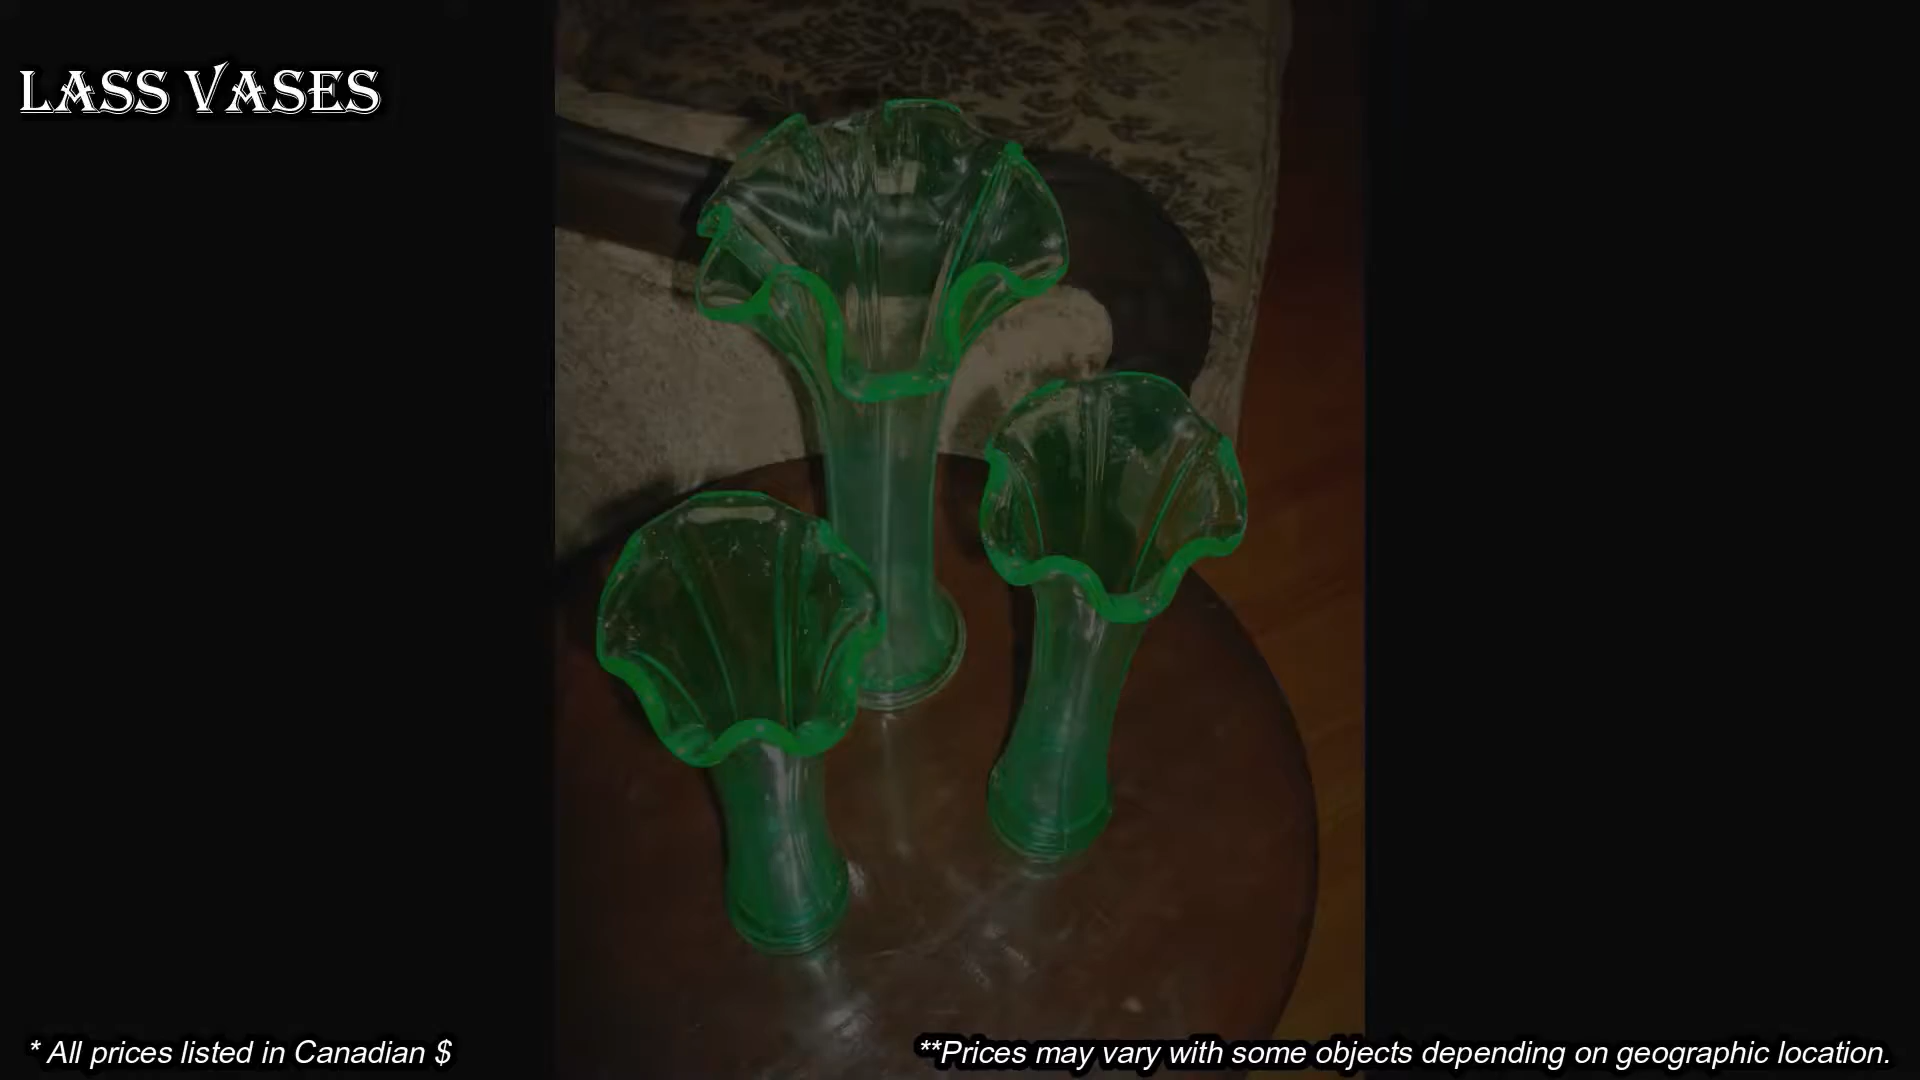 LASS VASES
* All prices listed in Canadian $
**Prices may vary with some objects depending on geographic location.